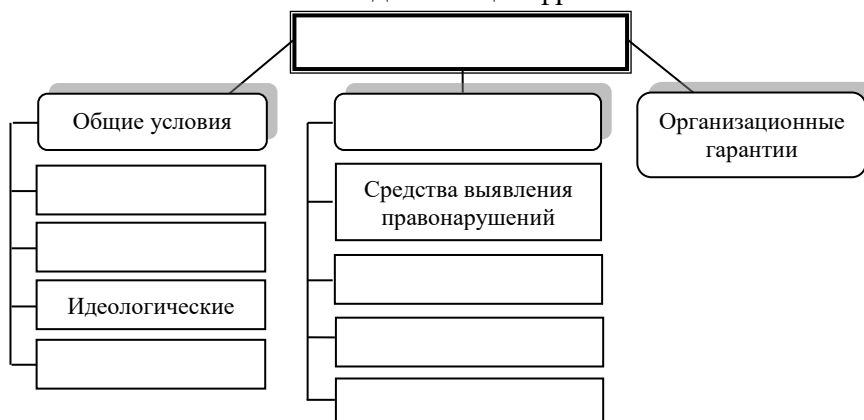 Общие условия
Идеологические
Средства выявления
правонарушений
Организационные
гарантии